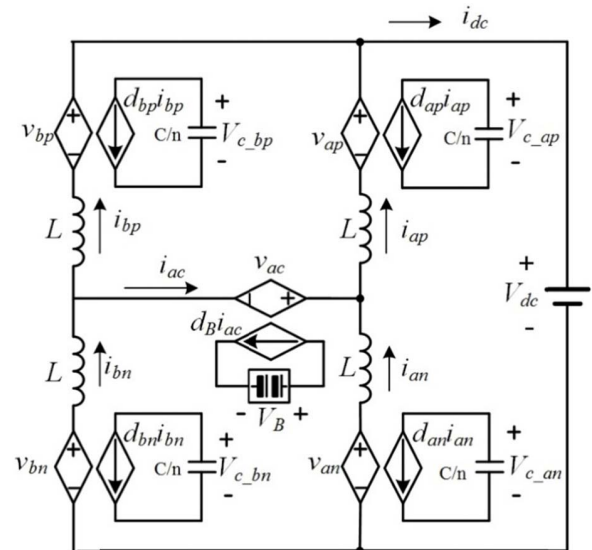 i_dc
d_bp i_bp
+
d_ap i_ap
+
+
v_bp
C/n
V_c_bp
+
v_ap
C/n
V_c_ap
-
-
-
-
L
i_bp
L
i_ap
i_ac
v_ac
+
V_dc
-
+
-
d_B i_ac
L
i_bn
- V_B +
L
i_an
d_bn i_bn
+
d_an i_an
+
+
v_bn
C/n
V_c_bn
+
v_an
C/n
V_c_an
-
-
-
-